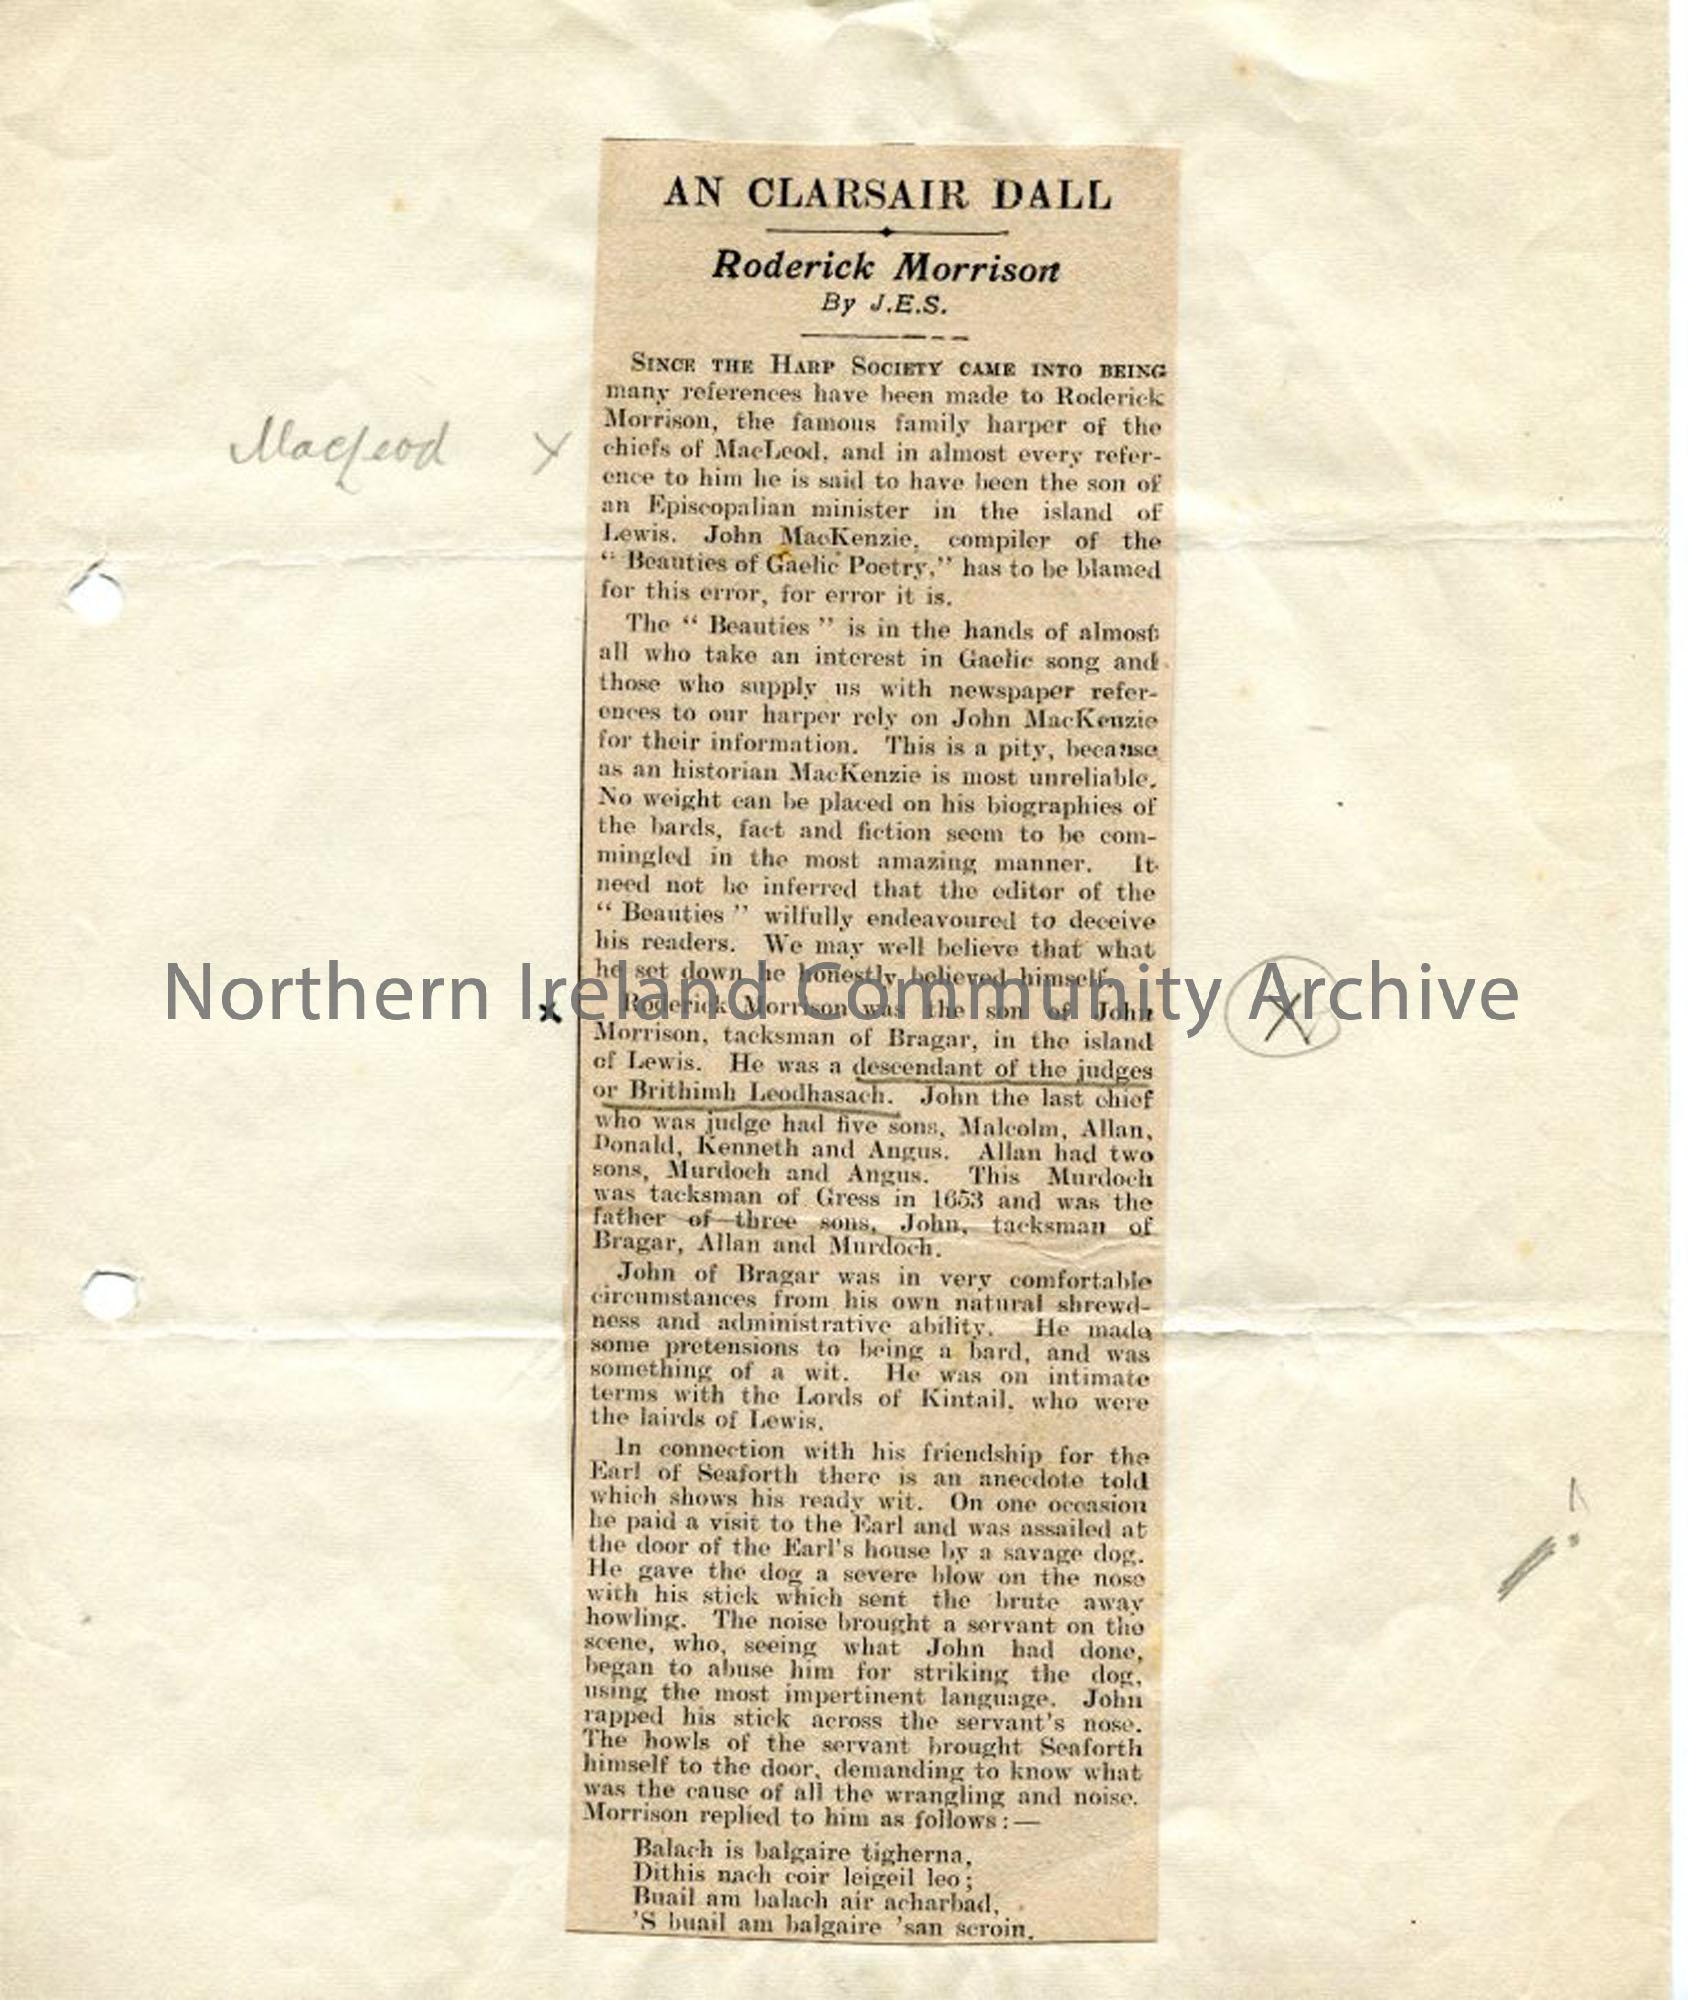 AN CLARSAIR DALL
Roderick Morrison
By J.E.S.
SINCE THE HARP SOCIETY CAME INTO BEING
many references have been made to Roderick
Morrison, the famous family harper of the
MacLeod X
chiefs of MacLeod, and in almost every refer-
ence to him he is said to have been the son of
an Episcopalian minister in the island of
Lewis. John MacKenzie, compiler of the
“ Beauties of Gaelic Poetry,” has to be blamed
for this error, for error it is.
The “ Beauties ” is in the hands of almost
all who take an interest in Gaelic song and
those who supply us with newspaper refer-
ences to our harper rely on John MacKenzie
for their information. This is a pity, because
as an historian MacKenzie is most unreliable.
No weight can be placed on his biographies of
the bards, fact and fiction seem to be com-
mingled in the most amazing manner. It
need not be inferred that the editor of the
“ Beauties ” wilfully endeavoured to deceive
his readers. We may well believe that what
he set down he honestly believed himself.
Northern Ireland Community Archive
x Roderick Morrison was the son of John X
Morrison, tacksman of Bragar, in the island
of Lewis. He was a descendant of the judges
or Brithimh Leodhasach. John the last chief
who was judge had five sons, Malcolm, Allan,
Donald, Kenneth and Angus. Allan had two
sons, Murdoch and Angus. This Murdoch
was tacksman of Gress in 1653 and was the
father of three sons, John, tacksman of
Bragar, Allan and Murdoch.
John of Bragar was in very comfortable
circumstances from his own natural shrewd-
ness and administrative ability. He made
some pretensions to being a bard, and was
something of a wit. He was on intimate
terms with the Lords of Kintail, who were
the lairds of Lewis.
In connection with his friendship for the
Earl of Seaforth there is an anecdote told
which shows his ready wit. On one occasion
he paid a visit to the Earl and was assailed at
the door of the Earl's house by a savage dog.
He gave the dog a severe blow on the nose
with his stick which sent the brute away
howling. The noise brought a servant on the
scene, who, seeing what John had done,
began to abuse him for striking the dog,
using the most impertinent language. John
rapped his stick across the servant's nose.
The howls of the servant brought Seaforth
himself to the door, demanding to know what
was the cause of all the wrangling and noise.
Morrison replied to him as follows:—
Balach is balgaire tigherna,
Dithis nach coir leigeil leo;
Buail am balach air acharbad,
'S buail am balgaire 'san scroin.